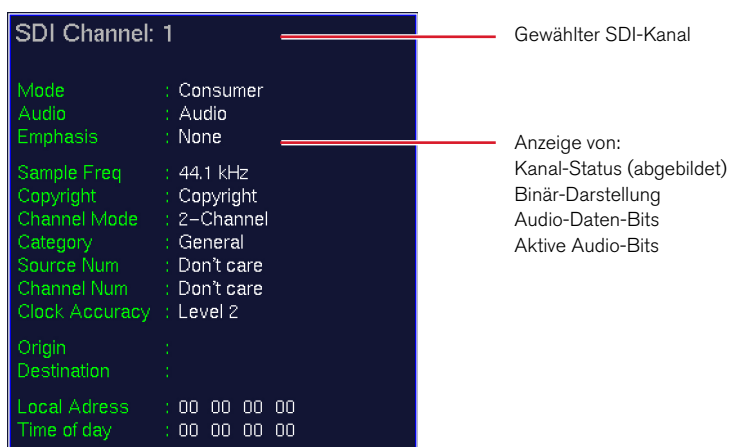 SDI Channel: 1
Gewählter SDI-Kanal
Mode : Consumer
Audio : Audio
Emphasis : None
Anzeige von:
Kanal-Status (abgebildet)
Binär-Darstellung
Audio-Daten-Bits
Aktive Audio-Bits
Sample Freq : 44.1 kHz
Copyright : Copyright
Channel Mode : 2-Channel
Category : General
Source Num : Don't care
Channel Num : Don't care
Clock Accuracy : Level 2
Origin :
Destination :
Local Adress : 00 00 00 00
Time of day : 00 00 00 00